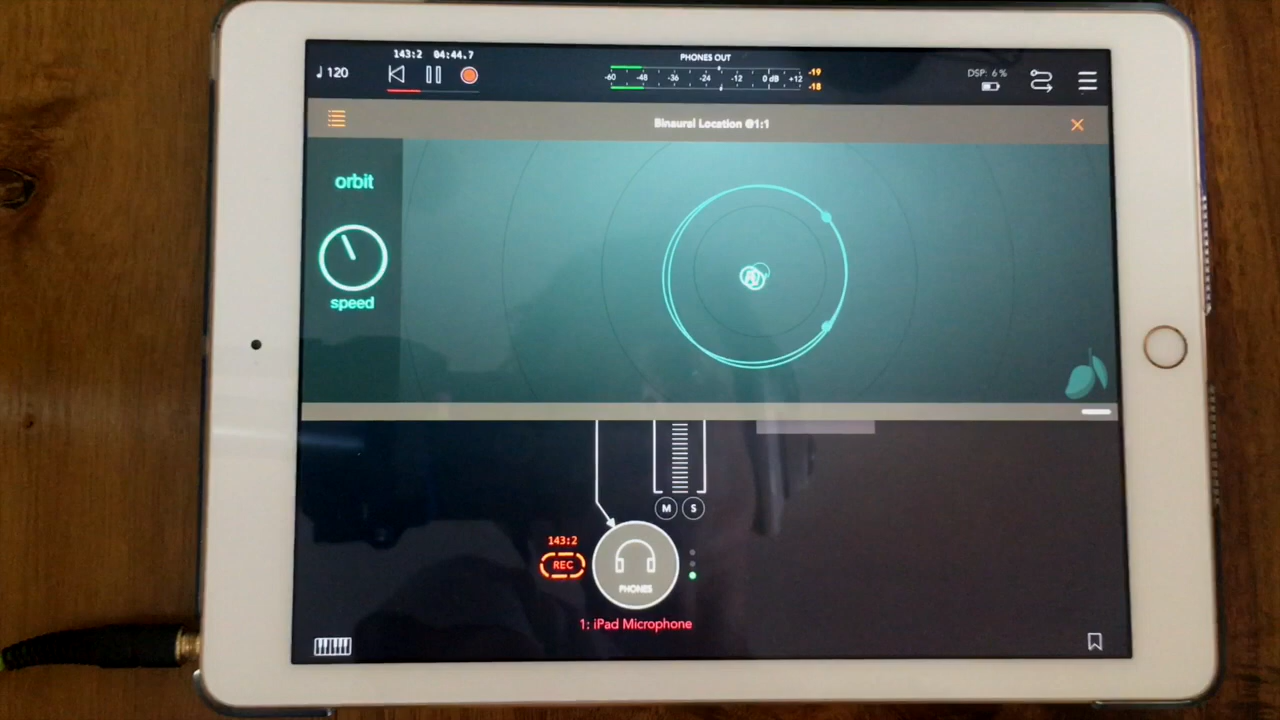 143:2 04:44.7
PHONES OUT
♩ 120
-60 -48 -36 -24 -12 0 dB +12
-19
-18
DSP: 6 %
Binaural Location @1:1
orbit
speed
M S
143:2
REC
PHONES
1: iPad Microphone